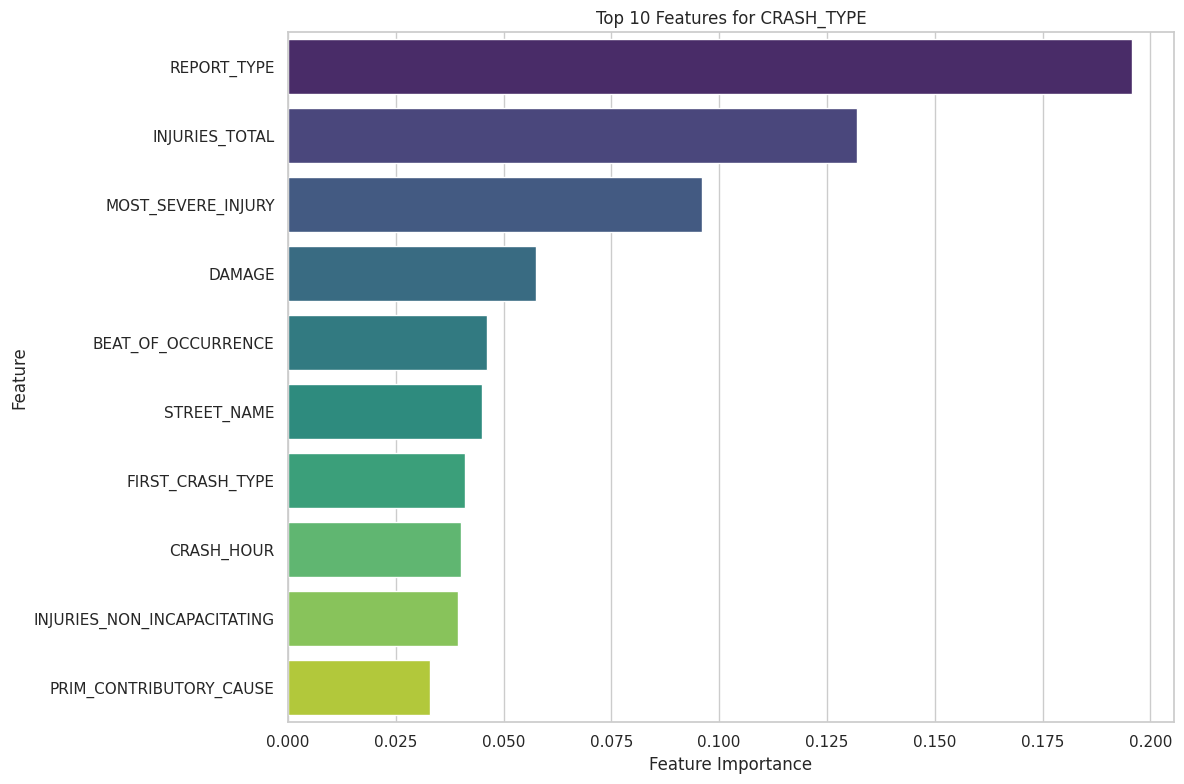 Top 10 Features for CRASH_TYPE
REPORT_TYPE
INJURIES_TOTAL
MOST_SEVERE_INJURY
DAMAGE
BEAT_OF_OCCURRENCE
STREET_NAME
FIRST_CRASH_TYPE
CRASH_HOUR
INJURIES_NON_INCAPACITATING
PRIM_CONTRIBUTORY_CAUSE
Feature
0.000 0.025 0.050 0.075 0.100 0.125 0.150 0.175 0.200
Feature Importance